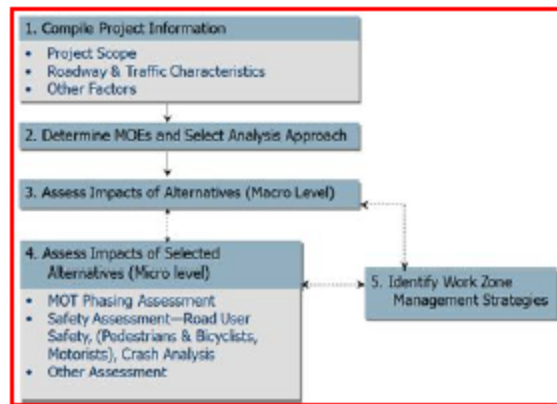 1. Compile Project Information
• Project Scope
• Roadway & Traffic Characteristics
• Other Factors
2. Determine MOEs and Select Analysis Approach
3. Assess Impacts of Alternatives (Macro Level)
4. Assess Impacts of Selected
Alternatives (Micro level)
• MOT Phasing Assessment
• Safety Assessment—Road User
Safety, (Pedestrians & Bicyclists,
Motorists), Crash Analysis
• Other Assessment
5. Identify Work Zone
Management Strategies